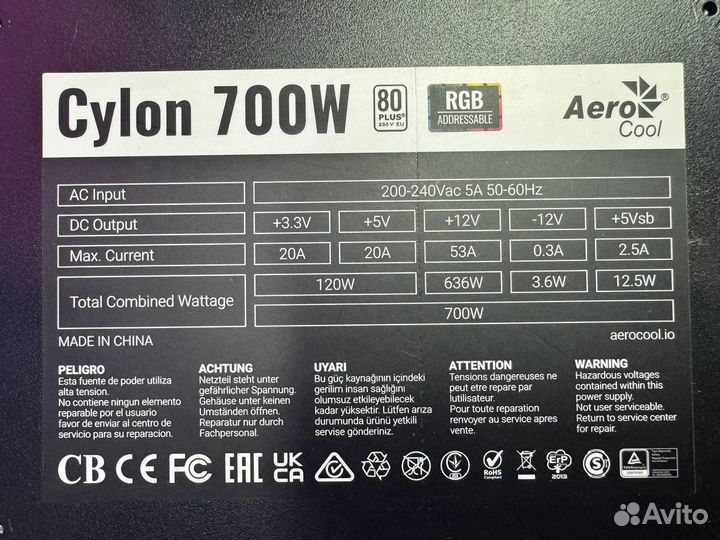 Cylon 700W
80
PLUS®
230V EU
RGB
ADDRESSABLE
Aero
Cool
®
AC Input 200-240Vac 5A 50-60Hz
DC Output +3.3V +5V +12V -12V +5Vsb
Max. Current 20A 20A 53A 0.3A 2.5A
Total Combined Wattage 120W 636W 3.6W 12.5W
700W
MADE IN CHINA aerocool.io
PELIGRO
Esta fuente de poder utiliza
alta tension.
No contiene ningun elemento
reparable por el usuario
favor de enviar al centro de
servicio para su reparacion.
ACHTUNG
Netzteil steht unter
gefährlicher Spannung.
Gehäuse unter keinen
Umständen öffnen.
Reparatur nur durch
Fachpersonal.
UYARI
Bu güç kaynağının içindeki
gerilim insan sağlığını
olumsuz etkileyebilecek
kadar yüksektir. Lütfen arıza
durumunda ürünü yetkili
servise gönderiniz.
ATTENTION
Tensions dangereuses ne
peut etre repare par
lutilisateur.
Pour toute reparation
renvoyer au service apres
vente.
WARNING
Hazardous voltages
contained within this
power supply.
Not user serviceable.
Return to service center
for repair.
CB CE FC EAC UK
CA
RoHS
Compliant
ErP
2013
S
Avito